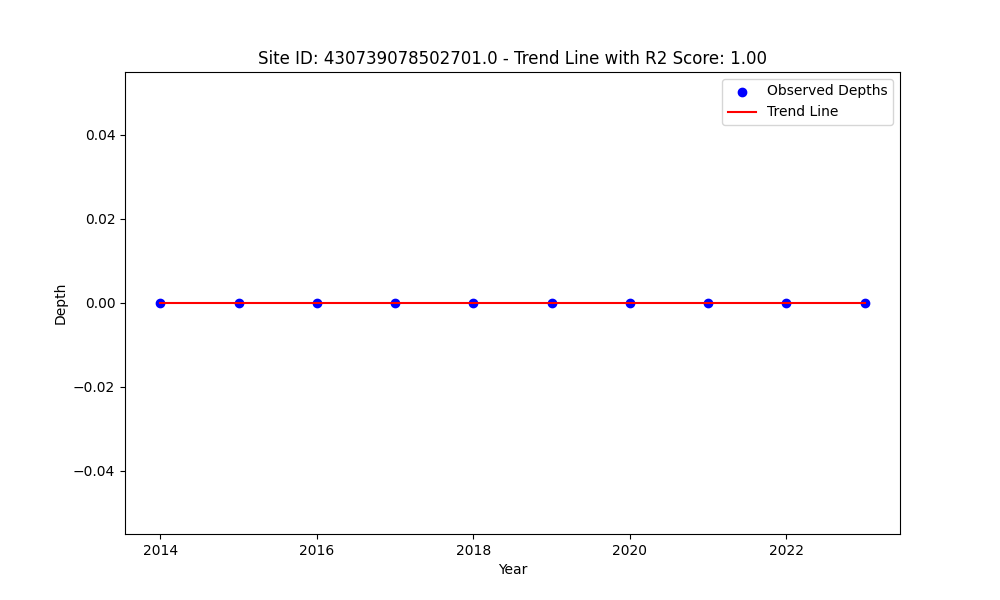 Site ID: 430739078502701.0 - Trend Line with R2 Score: 1.00
Observed Depths
Trend Line
0.04
0.02
0.00
−0.02
−0.04
Depth
2014
2016
2018
2020
2022
Year